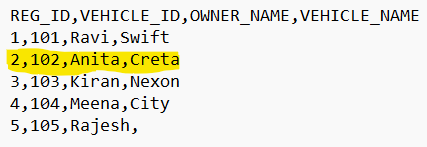 REG_ID,VEHICLE_ID,OWNER_NAME,VEHICLE_NAME
1,101,Ravi,Swift
2,102,Anita,Creta
3,103,Kiran,Nexon
4,104,Meena,City
5,105,Rajesh,